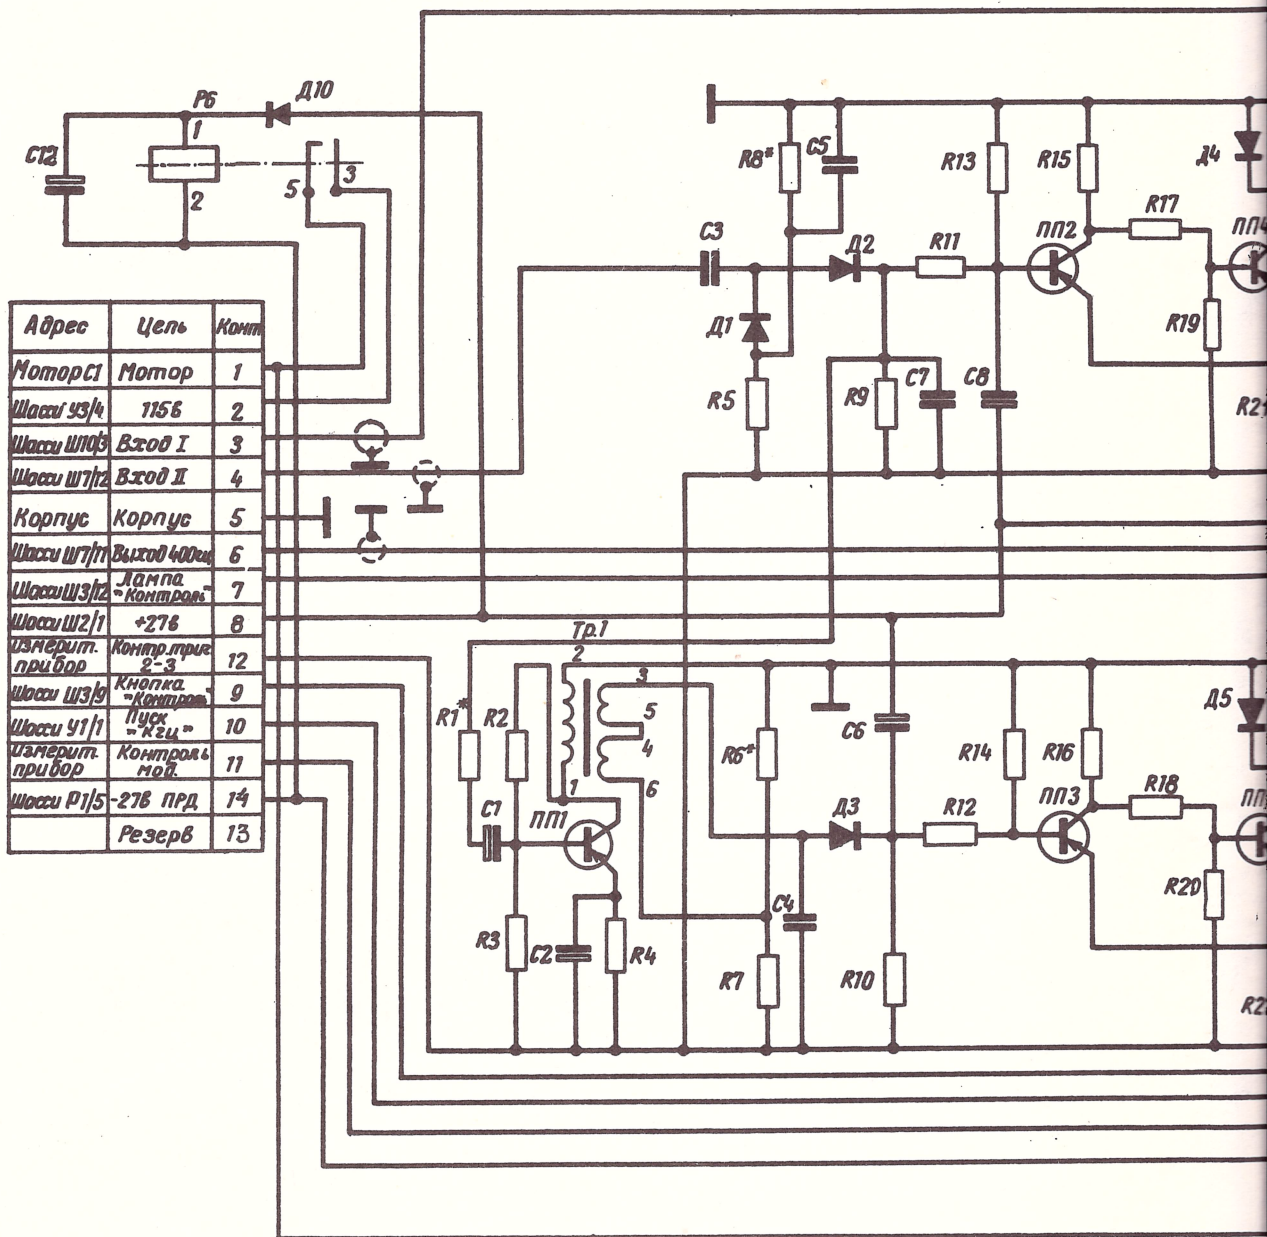 Д10
Р6
1
С12
5
3
2
R8*
С5
R13
R15
Д4
R17
С3
Д2
R11
ПП2
ПП4
Д1
R19
R5
R9
С7
С8
Адрес Цель Конт
Мотор С1 Мотор 1
Шасси У3/4 115в 2
Шасси Ш10/3 Вход I 3
Шасси Ш7/12 Вход II 4
Корпус Корпус 5
Шасси Ш7/11 Выход 400гц 6
Шасси Ш3/12 Лампа "Контроль" 7
Шасси Ш2/1 +27в 8
Измерит. прибор Контр.триг 2-3 12
Шасси Ш3/9 Кнопка "Контроль" 9
Шасси У1/1 Пуск "Кгц" 10
Измерит. прибор Контроль мод. 11
Шасси Р1/5 -27в ПРД 14
Резерв 13
Тр.1
2
3
R1*
R2
5
4
1
6
R6*
С6
R14
R16
Д5
R18
С1
ПП1
Д3
R12
ПП3
R20
R3
С2
R4
С4
R7
R10